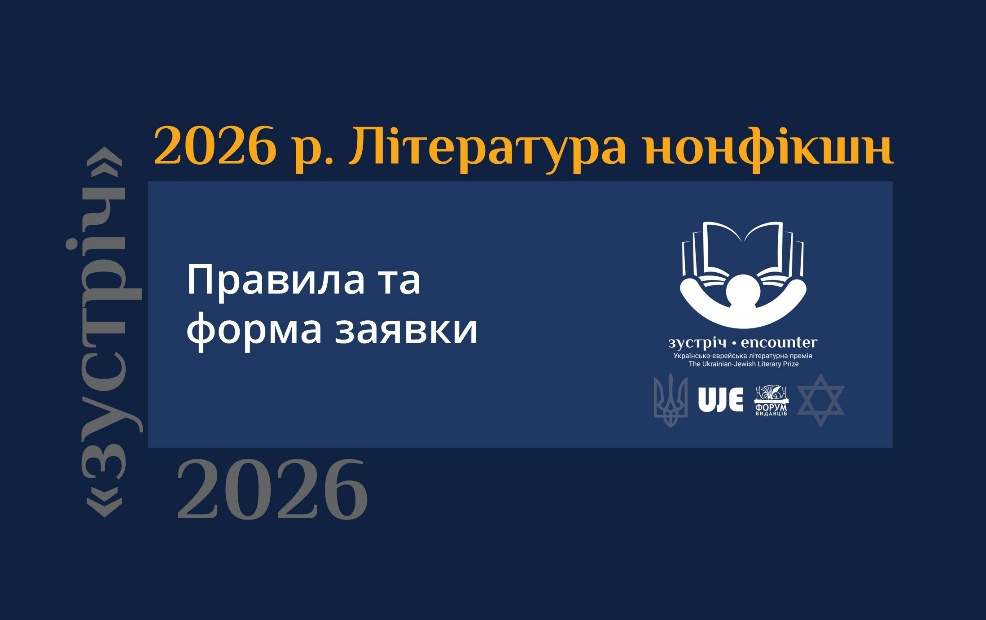 2026 р. Література нонфікшн
«зустріч»
Правила та
форма заявки
зустріч • encounter
Українсько-єврейська літературна премія
The Ukrainian-Jewish Literary Prize
UJE
ФОРУМ
ВИДАВЦІВ
2026